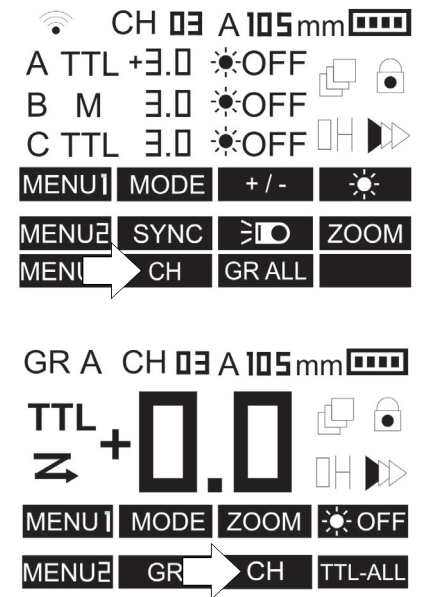 CH 03 A 105mm
A TTL +3.0 OFF
B M 3.0 OFF
C TTL 3.0 OFF
MENU1 MODE + / -
MENU2 SYNC ZOOM
CH GR ALL
GR A CH 03 A 105mm
TTL
+0.0
MENU1 MODE ZOOM OFF
MENU2 GR CH TTL-ALL